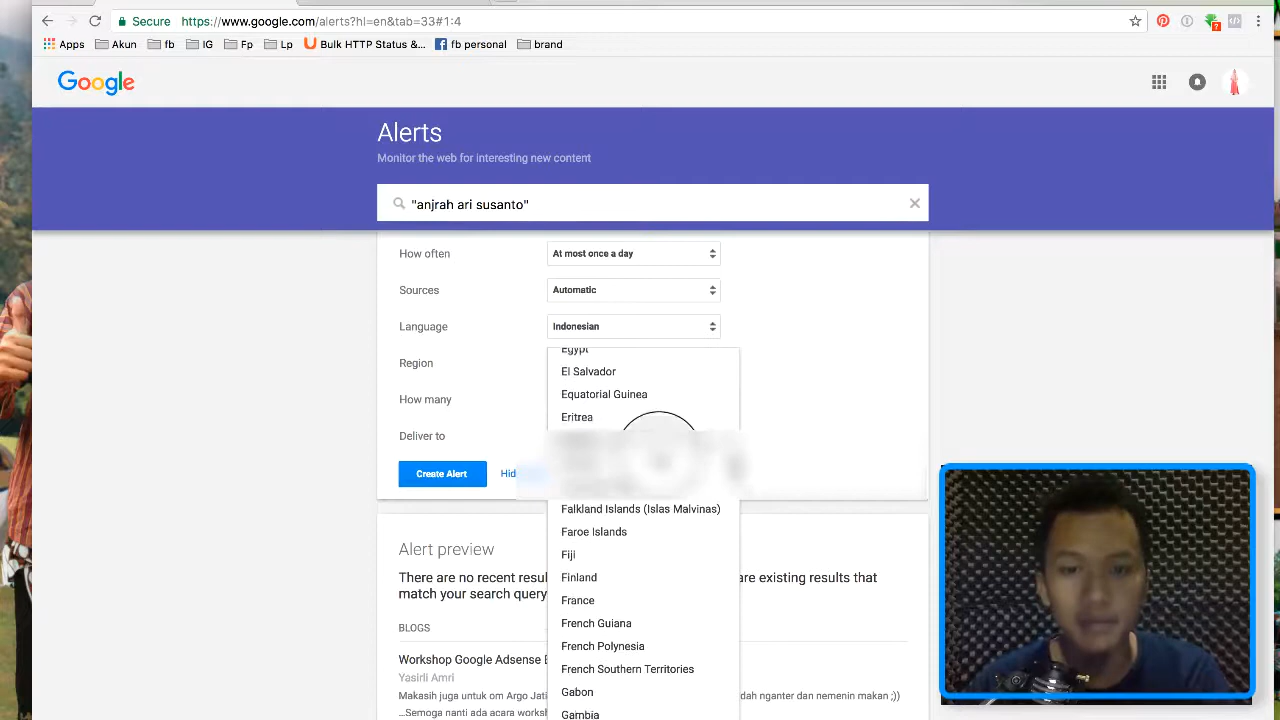 Secure
https://www.google.com/alerts?hl=en&tab=33#1:4
Apps
Akun
fb
IG
Fp
Lp
Bulk HTTP Status &...
fb personal
brand
Google
Alerts
Monitor the web for interesting new content
"anjrah ari susanto"
How often
At most once a day
Sources
Automatic
Language
Indonesian
Region
Egypt
El Salvador
How many
Equatorial Guinea
Eritrea
Deliver to
Create Alert
Hid
Falkland Islands (Islas Malvinas)
Faroe Islands
Fiji
Finland
France
French Guiana
French Polynesia
French Southern Territories
Gabon
Gambia
Alert preview
There are no recent are existing results that
match your search query
BLOGS
Workshop Google Adsense
Yasirli Amri
Makasih juga untuk om Argo dah nganter dan nemenin makan ;))
...Semoga nanti ada acara